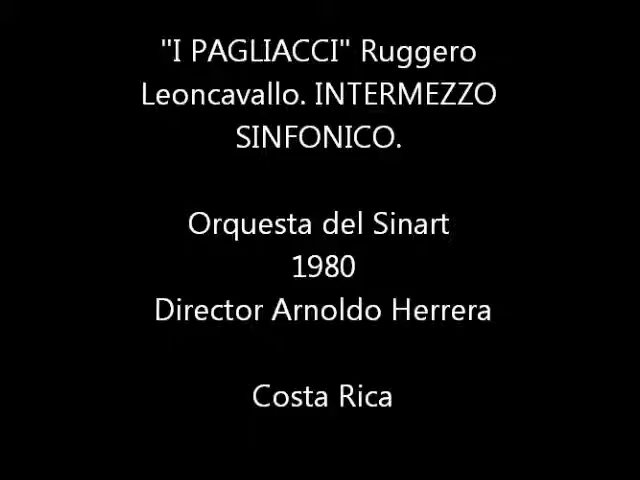 "I PAGLIACCI" Ruggero
Leoncavallo. INTERMEZZO
SINFONICO.
Orquesta del Sinart
1980
Director Arnoldo Herrera
Costa Rica